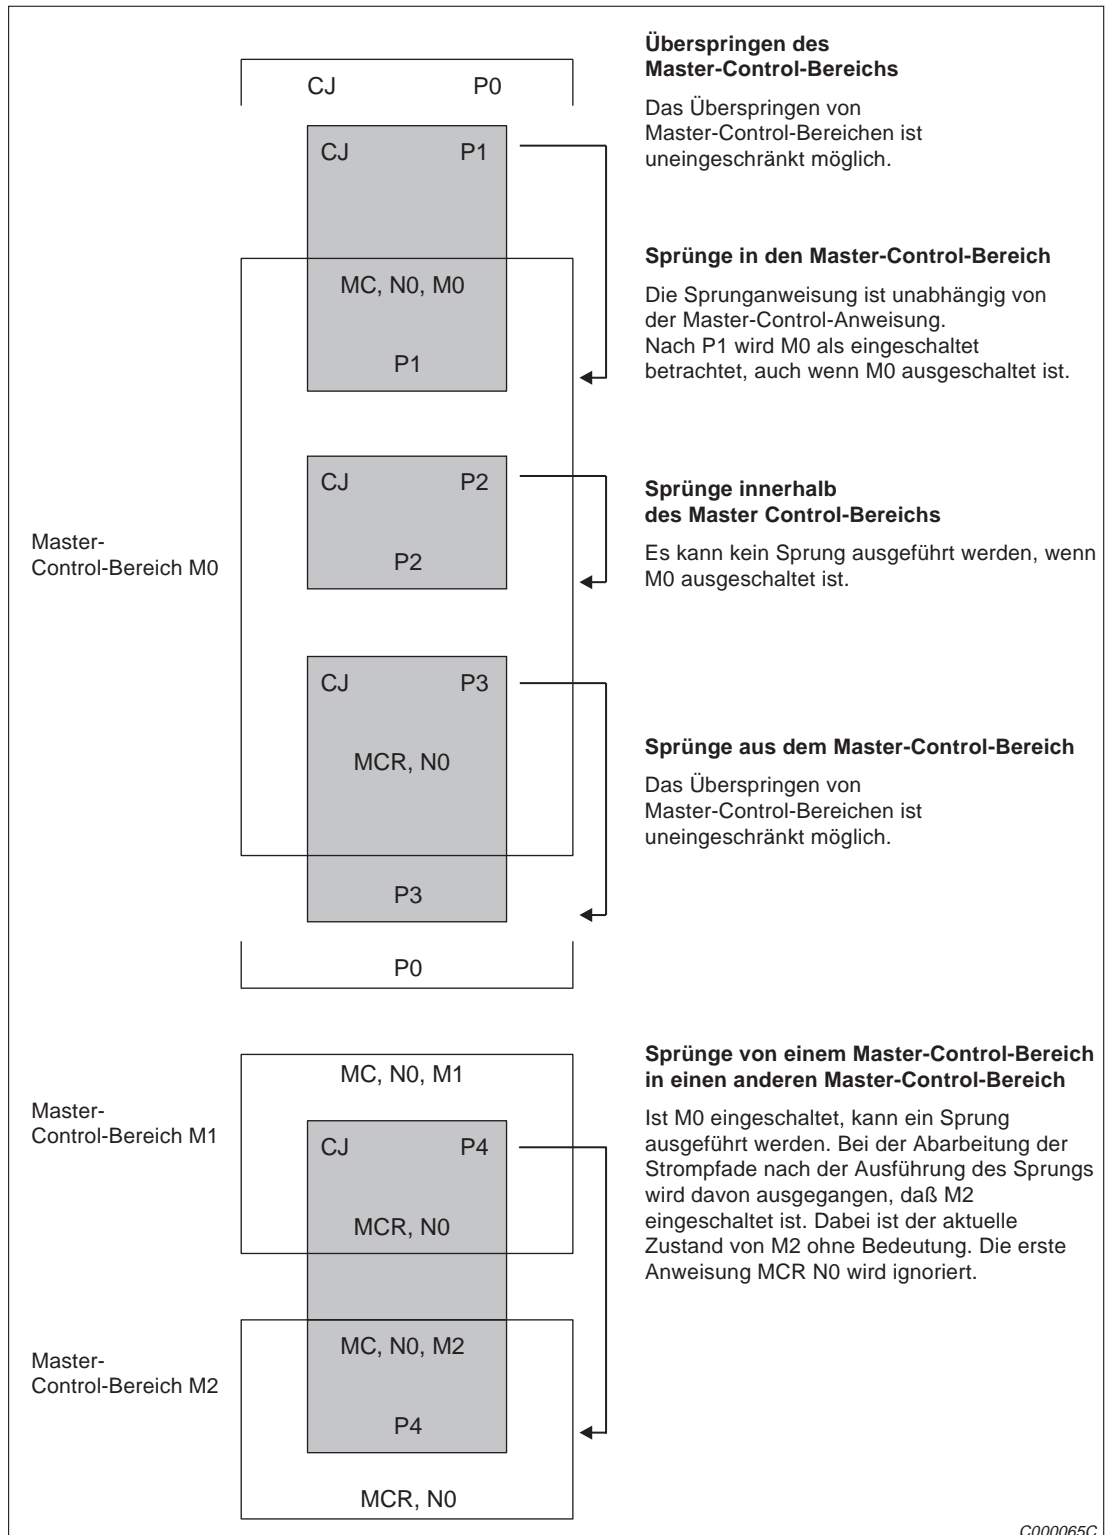 Überspringen des
Master-Control-Bereichs
CJ P0
Das Überspringen von
Master-Control-Bereichen ist
uneingeschränkt möglich.
CJ P1
Sprünge in den Master-Control-Bereich
MC, N0, M0
Die Sprunganweisung ist unabhängig von
der Master-Control-Anweisung.
Nach P1 wird M0 als eingeschaltet
betrachtet, auch wenn M0 ausgeschaltet ist.
P1
CJ P2
Sprünge innerhalb
des Master Control-Bereichs
Master-
Control-Bereich M0
P2
Es kann kein Sprung ausgeführt werden, wenn
M0 ausgeschaltet ist.
CJ P3
MCR, N0
Sprünge aus dem Master-Control-Bereich
Das Überspringen von
Master-Control-Bereichen ist
uneingeschränkt möglich.
P3
P0
MC, N0, M1
Sprünge von einem Master-Control-Bereich
in einen anderen Master-Control-Bereich
Master-
Control-Bereich M1
CJ P4
MCR, N0
Ist M0 eingeschaltet, kann ein Sprung
ausgeführt werden. Bei der Abarbeitung der
Strompfade nach der Ausführung des Sprungs
wird davon ausgegangen, daß M2
eingeschaltet ist. Dabei ist der aktuelle
Zustand von M2 ohne Bedeutung. Die erste
Anweisung MCR N0 wird ignoriert.
MC, N0, M2
Master-
Control-Bereich M2
P4
MCR, N0
C000065C